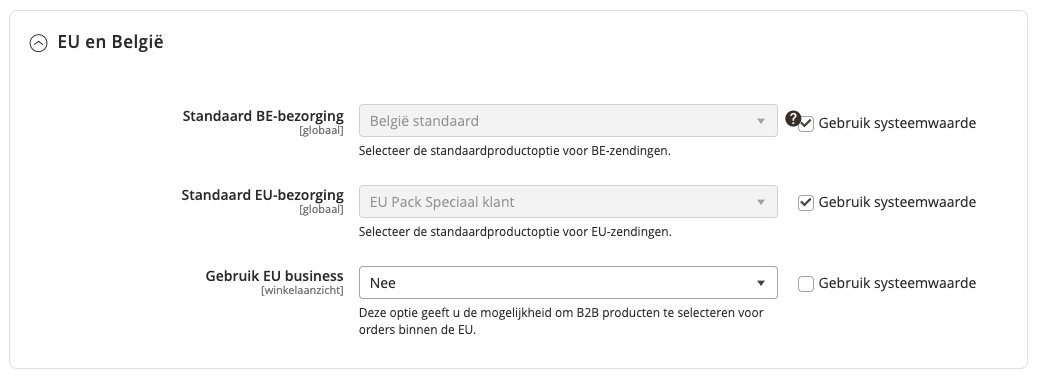 EU en België
Standaard BE-bezorging
[globaal]
België standaard
? Gebruik systeemwaarde
Selecteer de standaardproductoptie voor BE-zendingen.
Standaard EU-bezorging
[globaal]
EU Pack Speciaal klant
Gebruik systeemwaarde
Selecteer de standaardproductoptie voor EU-zendingen.
Gebruik EU business
[winkelaanzicht]
Nee
Gebruik systeemwaarde
Deze optie geeft u de mogelijkheid om B2B producten te selecteren voor
orders binnen de EU.